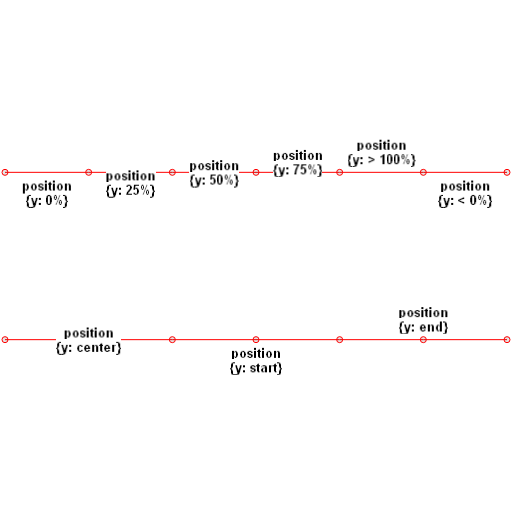 position
{y: 0%}
position
{y: 25%}
position
{y: 50%}
position
{y: 75%}
position
{y: > 100%}
position
{y: < 0%}
position
{y: center}
position
{y: start}
position
{y: end}